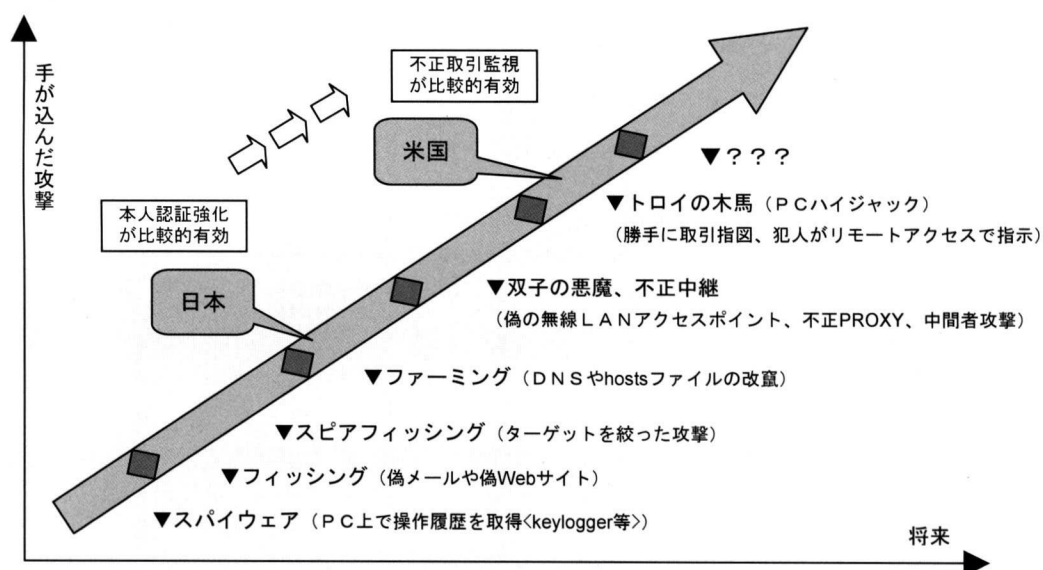 手が込んだ攻撃
不正取引監視
が比較的有効
米国
▼？？？
▼トロイの木馬（ＰＣハイジャック）
（勝手に取引指図、犯人がリモートアクセスで指示）
本人認証強化
が比較的有効
日本
▼双子の悪魔、不正中継
（偽の無線ＬＡＮアクセスポイント、不正PROXY、中間者攻撃）
▼ファーミング（ＤＮＳやhostsファイルの改竄）
▼スピアフィッシング（ターゲットを絞った攻撃）
▼フィッシング（偽メールや偽Webサイト）
▼スパイウェア（ＰＣ上で操作履歴を取得<keylogger等>）
将来